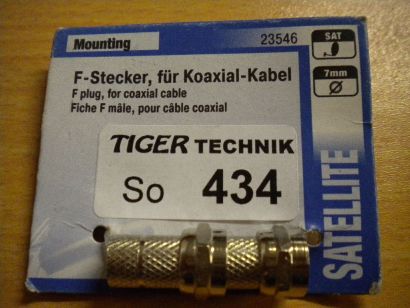 Mounting
23546
SAT
F-Stecker, für Koaxial-Kabel
F plug, for coaxial cable
Fiche F mâle, pour câble coaxial
7mm
TIGER TECHNIK
So 434
SATELLITE